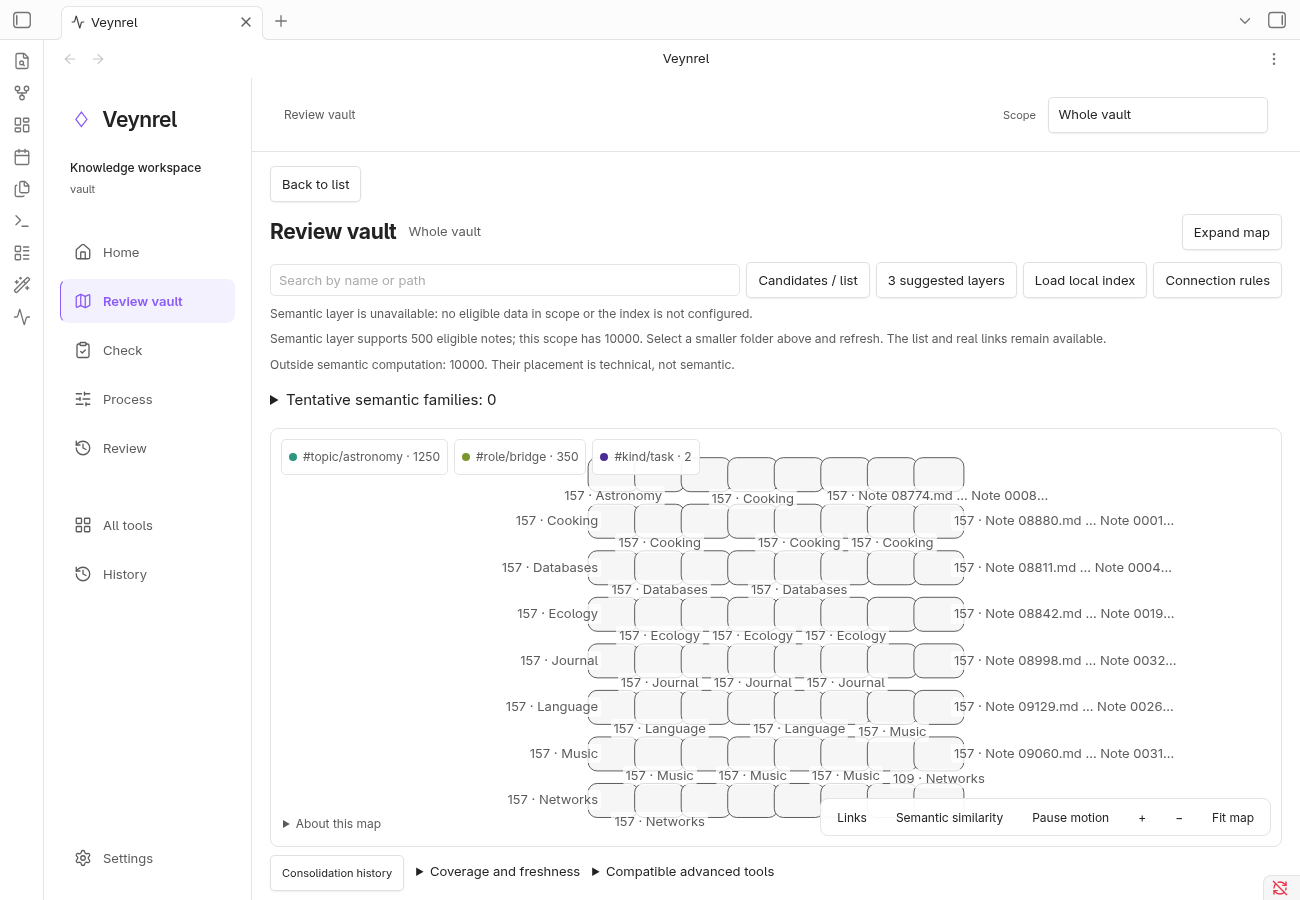 Veynrel
Veynrel
Veynrel
Knowledge workspace
vault
Home
Review vault
Check
Process
Review
All tools
History
Settings
Review vault
Scope
Whole vault
Back to list
Review vault
Whole vault
Expand map
Search by name or path
Candidates / list
3 suggested layers
Load local index
Connection rules
Semantic layer is unavailable: no eligible data in scope or the index is not configured.
Semantic layer supports 500 eligible notes; this scope has 10000. Select a smaller folder above and refresh. The list and real links remain available.
Outside semantic computation: 10000. Their placement is technical, not semantic.
Tentative semantic families: 0
#topic/astronomy · 1250
#role/bridge · 350
#kind/task · 2
157 · Astronomy
157 · Cooking
157 · Note 08774.md ... Note 0008...
157 · Cooking
157 · Note 08880.md ... Note 0001...
157 · Cooking
157 · Cooking
157 · Cooking
157 · Databases
157 · Note 08811.md ... Note 0004...
157 · Databases
157 · Databases
157 · Ecology
157 · Note 08842.md ... Note 0019...
157 · Ecology
157 · Ecology
157 · Ecology
157 · Journal
157 · Note 08998.md ... Note 0032...
157 · Journal
157 · Journal
157 · Journal
157 · Language
157 · Note 09129.md ... Note 0026...
157 · Language
157 · Language
157 · Music
157 · Music
157 · Note 09060.md ... Note 0031...
157 · Music
157 · Music
157 · Music
109 · Networks
157 · Networks
157 · Networks
About this map
Links
Semantic similarity
Pause motion
+
−
Fit map
Consolidation history
Coverage and freshness
Compatible advanced tools